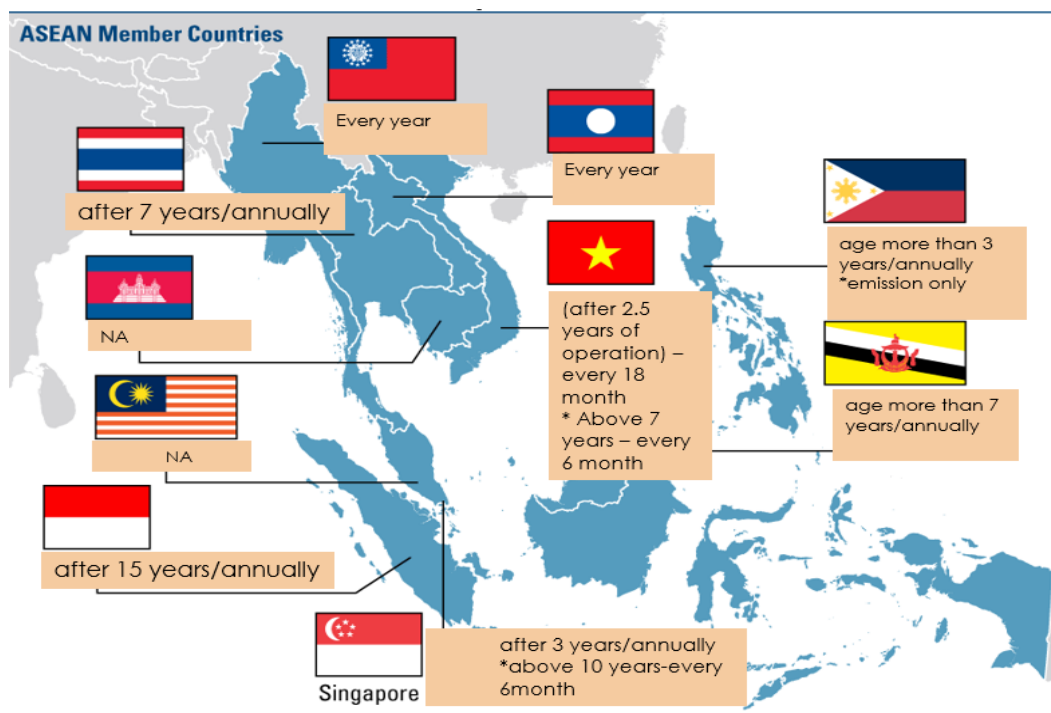 ASEAN Member Countries
Every year
Every year
after 7 years/annually
age more than 3
years/annually
*emission only
NA
(after 2.5
years of
operation) –
every 18
month
* Above 7
years – every
6 month
age more than 7
years/annually
NA
after 15 years/annually
Singapore
after 3 years/annually
*above 10 years-every
6month